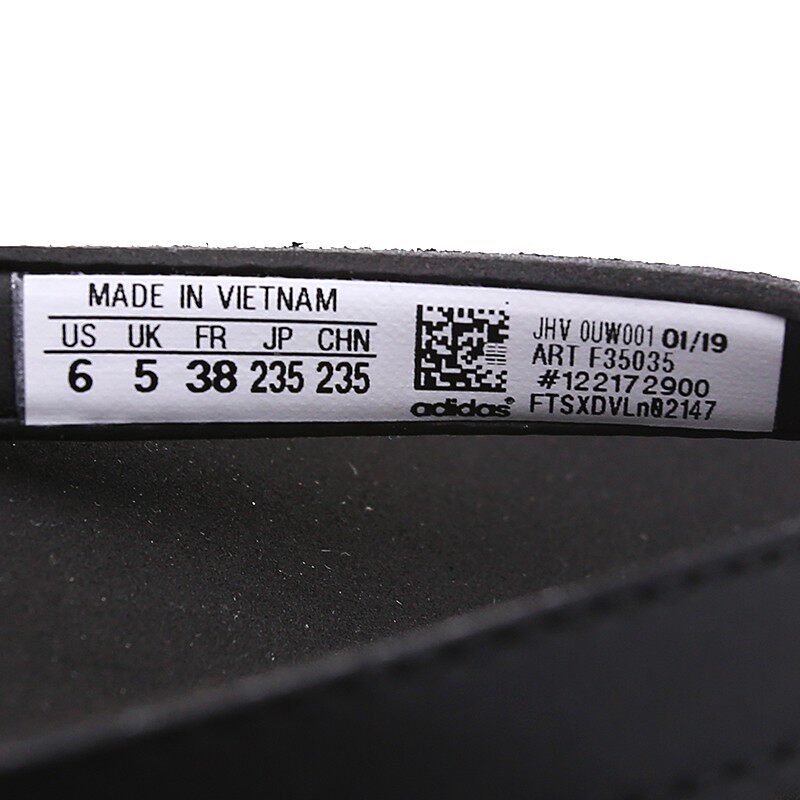 MADE IN VIETNAM
US UK FR JP CHN
6 5 38 235 235
adidas
JHV 0UW001 01/19
ART F35035
#122172900